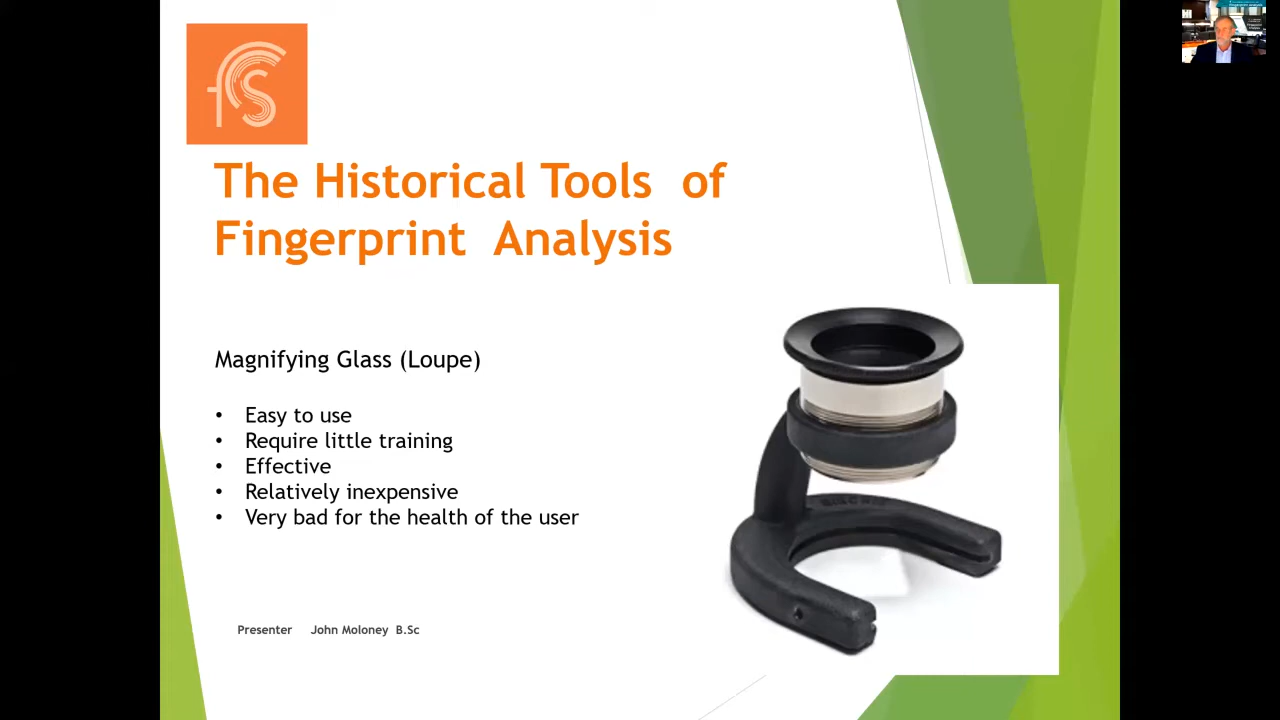 fs
The Historical Tools of
Fingerprint Analysis
Magnifying Glass (Loupe)
• Easy to use
• Require little training
• Effective
• Relatively inexpensive
• Very bad for the health of the user
Presenter John Moloney B.Sc